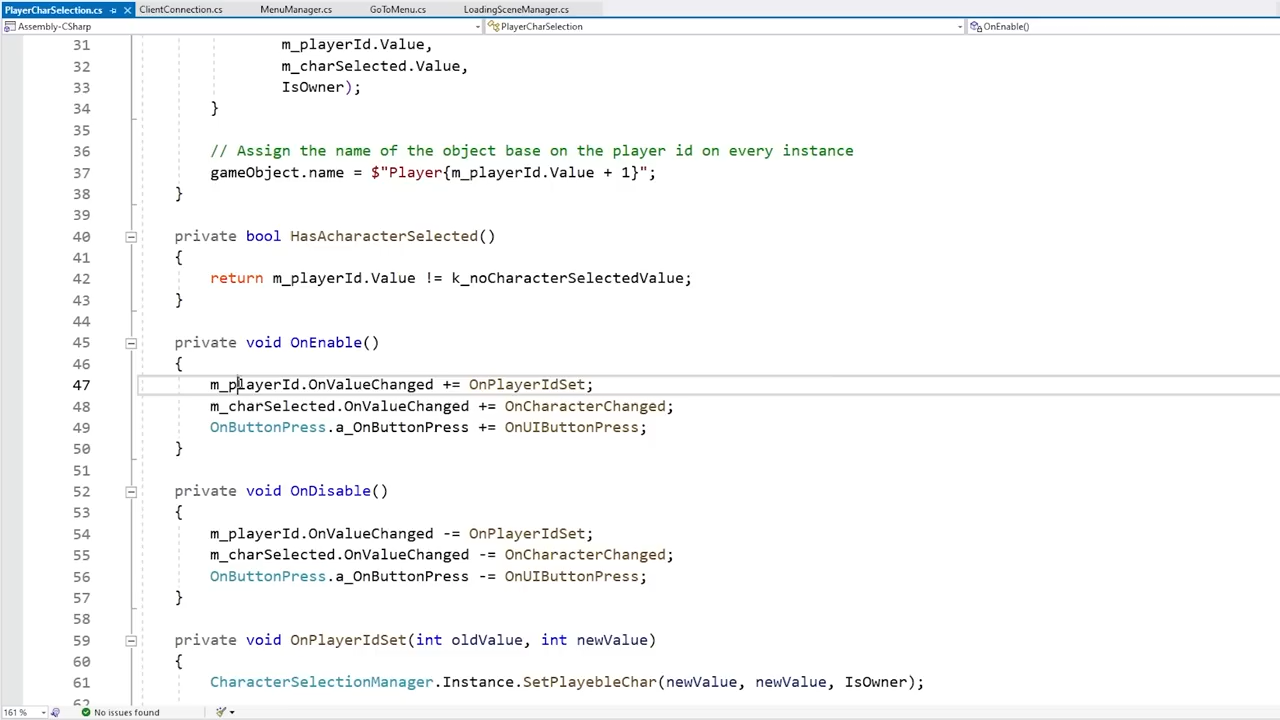 PlayerCharSelection.cs ClientConnection.cs MenuManager.cs GoToMenu.cs LoadingSceneManager.cs
Assembly-CSharp PlayerCharSelection OnEnable()
31 m_playerId.Value,
32 m_charSelected.Value,
33 IsOwner);
34 }
35
36 // Assign the name of the object base on the player id on every instance
37 gameObject.name = $"Player{m_playerId.Value + 1}";
38 }
39
40 private bool HasAcharacterSelected()
41 {
42 return m_playerId.Value != k_noCharacterSelectedValue;
43 }
44
45 private void OnEnable()
46 {
47 m_playerId.OnValueChanged += OnPlayerIdSet;
48 m_charSelected.OnValueChanged += OnCharacterChanged;
49 OnButtonPress.a_OnButtonPress += OnUIButtonPress;
50 }
51
52 private void OnDisable()
53 {
54 m_playerId.OnValueChanged -= OnPlayerIdSet;
55 m_charSelected.OnValueChanged -= OnCharacterChanged;
56 OnButtonPress.a_OnButtonPress -= OnUIButtonPress;
57 }
58
59 private void OnPlayerIdSet(int oldValue, int newValue)
60 {
61 CharacterSelectionManager.Instance.SetPlayebleChar(newValue, newValue, IsOwner);
62
161 % No issues found